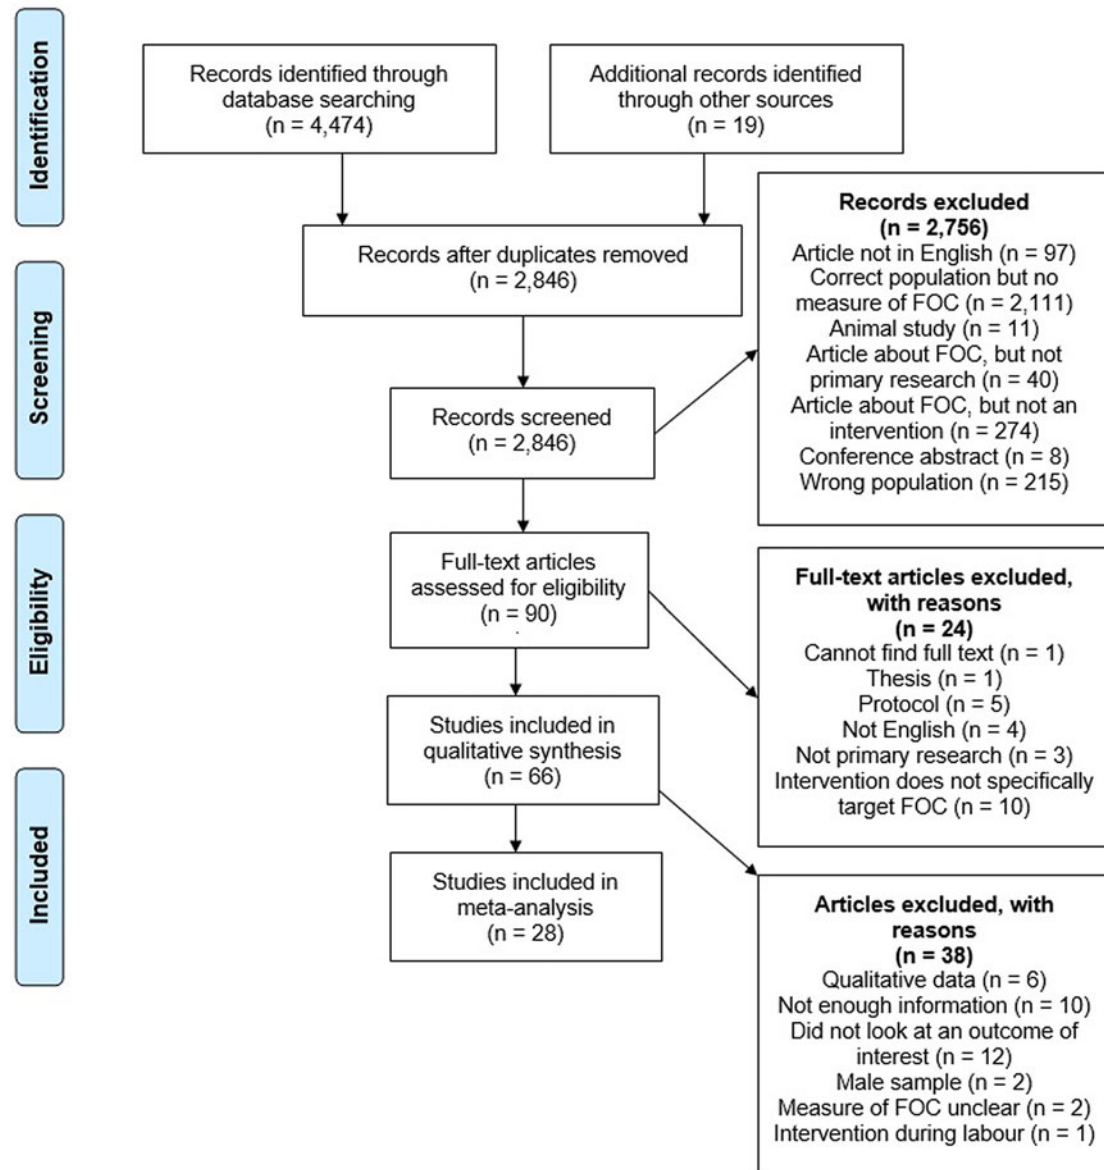 Identification
Records identified through
database searching
(n = 4,474)
Additional records identified
through other sources
(n = 19)
Records after duplicates removed
(n = 2,846)
Records excluded
(n = 2,756)
Article not in English (n = 97)
Correct population but no
measure of FOC (n = 2,111)
Animal study (n = 11)
Article about FOC, but not
primary research (n = 40)
Article about FOC, but not an
intervention (n = 274)
Conference abstract (n = 8)
Wrong population (n = 215)
Screening
Records screened
(n = 2,846)
Eligibility
Full-text articles
assessed for eligibility
(n = 90)
Full-text articles excluded,
with reasons
(n = 24)
Cannot find full text (n = 1)
Thesis (n = 1)
Protocol (n = 5)
Not English (n = 4)
Not primary research (n = 3)
Intervention does not specifically
target FOC (n = 10)
Studies included in
qualitative synthesis
(n = 66)
Included
Studies included in
meta-analysis
(n = 28)
Articles excluded, with
reasons
(n = 38)
Qualitative data (n = 6)
Not enough information (n = 10)
Did not look at an outcome of
interest (n = 12)
Male sample (n = 2)
Measure of FOC unclear (n = 2)
Intervention during labour (n = 1)